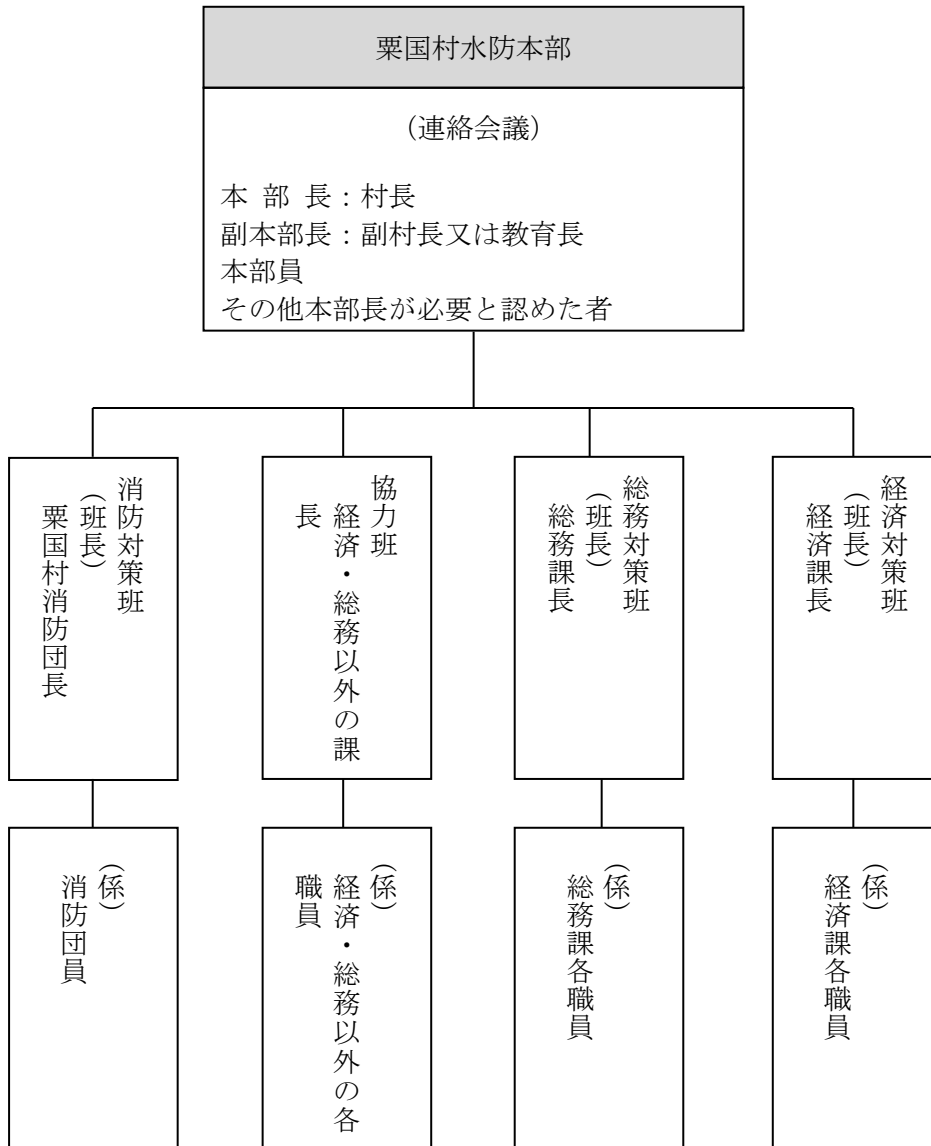 粟国村水防本部
（連絡会議）
本 部 長：村長
副本部長：副村長又は教育長
本部員
その他本部長が必要と認めた者
経済対策班
（班長）
経済課長
総務対策班
（班長）
総務課長
協力班
経済・総務以外の課
長
消防対策班
（班長）
粟国村消防団長
（係）
経済課各職員
（係）
総務課各職員
（係）
経済・総務以外の各
職員
（係）
消防団員